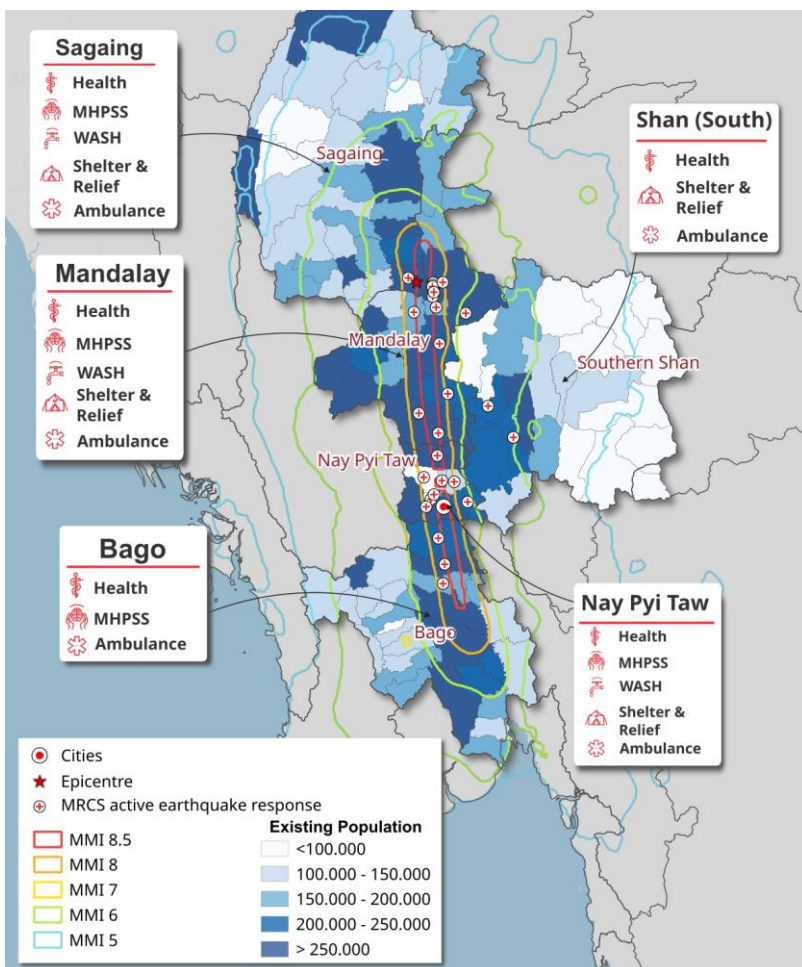 Sagaing
Health
MHPSS
WASH
Shelter &
Relief
Ambulance
Shan (South)
Health
Shelter &
Relief
Ambulance
Sagaing
Mandalay
Health
MHPSS
WASH
Shelter &
Relief
Ambulance
Mandalay
Southern Shan
Nay Pyi Taw
Bago
Health
MHPSS
Ambulance
Bago
Nay Pyi Taw
Health
MHPSS
WASH
Shelter &
Relief
Ambulance
Cities
Epicentre
MRCS active earthquake response
MMI 8.5
MMI 8
MMI 7
MMI 6
MMI 5
Existing Population
<100.000
100.000 - 150.000
150.000 - 200.000
200.000 - 250.000
> 250.000